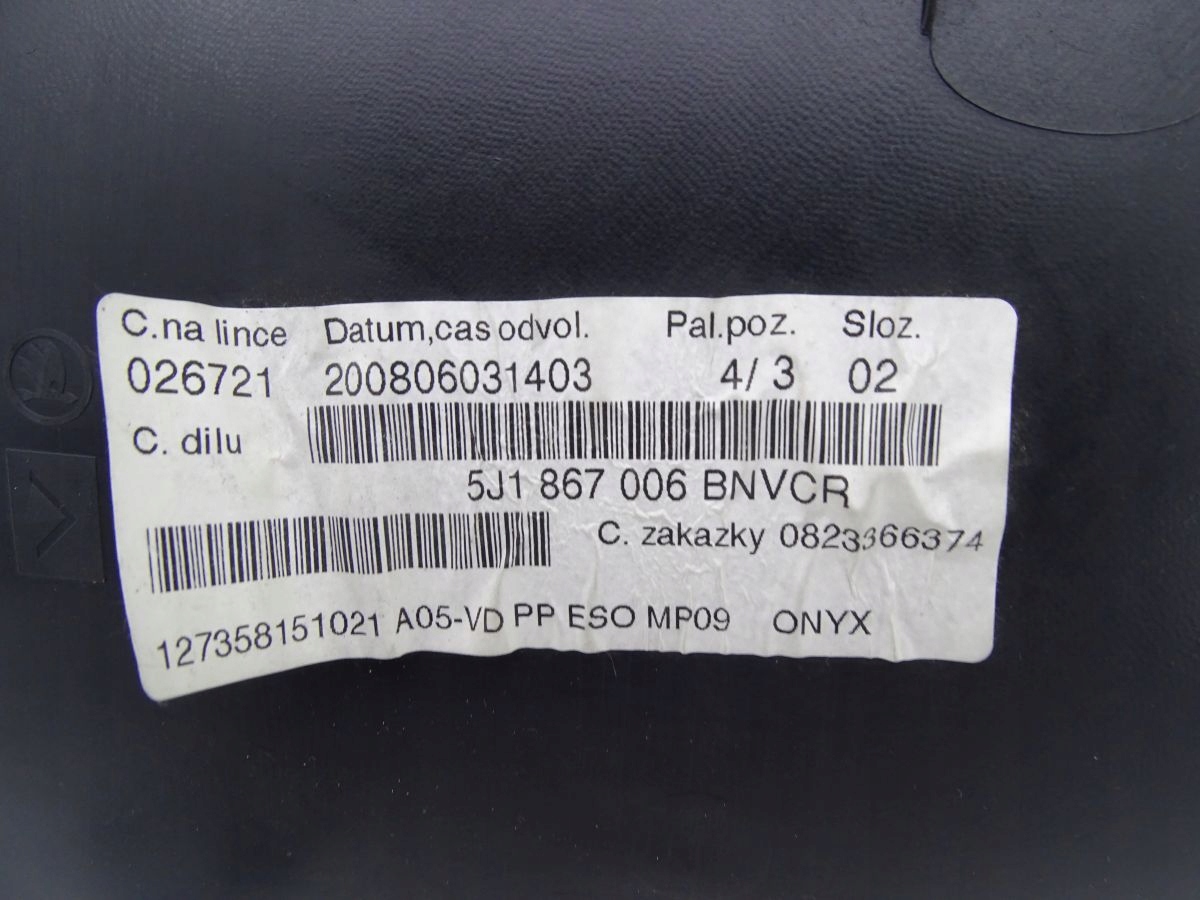 C.na lince Datum,cas odvol. Pal.poz. Sloz.
026721 200806031403 4/ 3 02
C. dilu
5J1 867 006 BNVCR
C. zakazky 0823366374
127358151021 A05-VD PP ESO MP09 ONYX